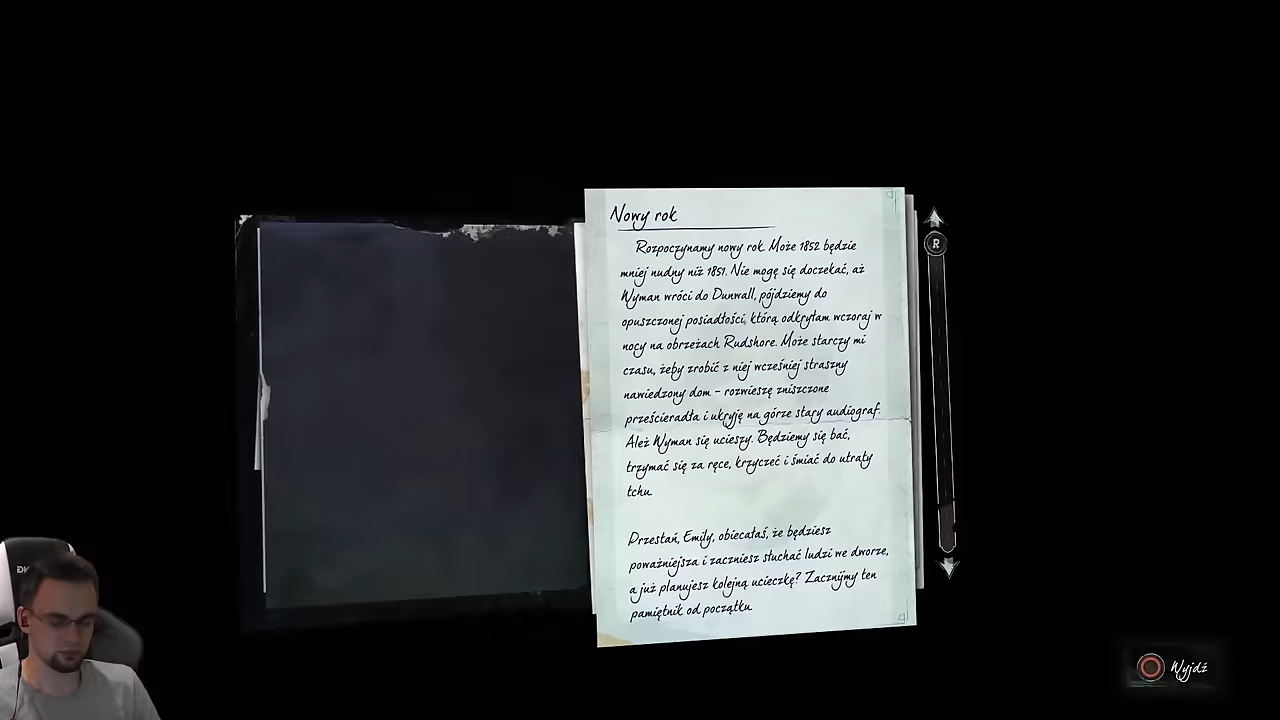 Nowy rok
Rozpoczynamy nowy rok. Może 1852 będzie
mniej nudny niż 1851. Nie mogę się doczekać, aż
Wyman wróci do Dunwall, pójdziemy do
opuszczonej posiadłości, którą odkryłam wczoraj w
nocy na obrzeżach Rudshore. Może starczy mi
czasu, żeby zrobić z niej wcześniej straszny
nawiedzony dom – rozwieszę zniszczone
prześcieradła i ukryję na górze stary audiograf.
Ależ Wyman się ucieszy. Będziemy się bać,
trzymać się za ręce, krzyczeć i śmiać do utraty
tchu.
Przestań, Emily, obiecałaś, że będziesz
poważniejsza i zaczniesz słuchać ludzi we dworze,
a już planujesz kolejną ucieczkę? Zacznijmy ten
pamiętnik od początku.
R
Wyjdź